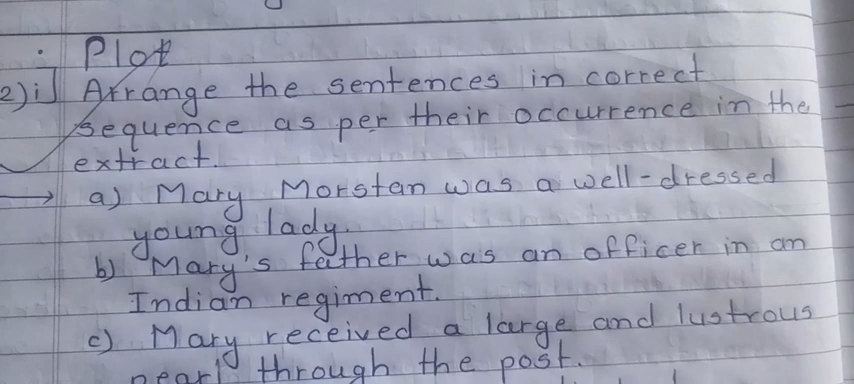 • Plot
2) i] Arrange the sentences in correct
sequence as per their occurrence in the
extract.
→ a) Mary Morstan was a well-dressed
young lady.
b) Mary's father was an officer in an
Indian regiment.
c) Mary received a large and lustrous
pearl through the post.